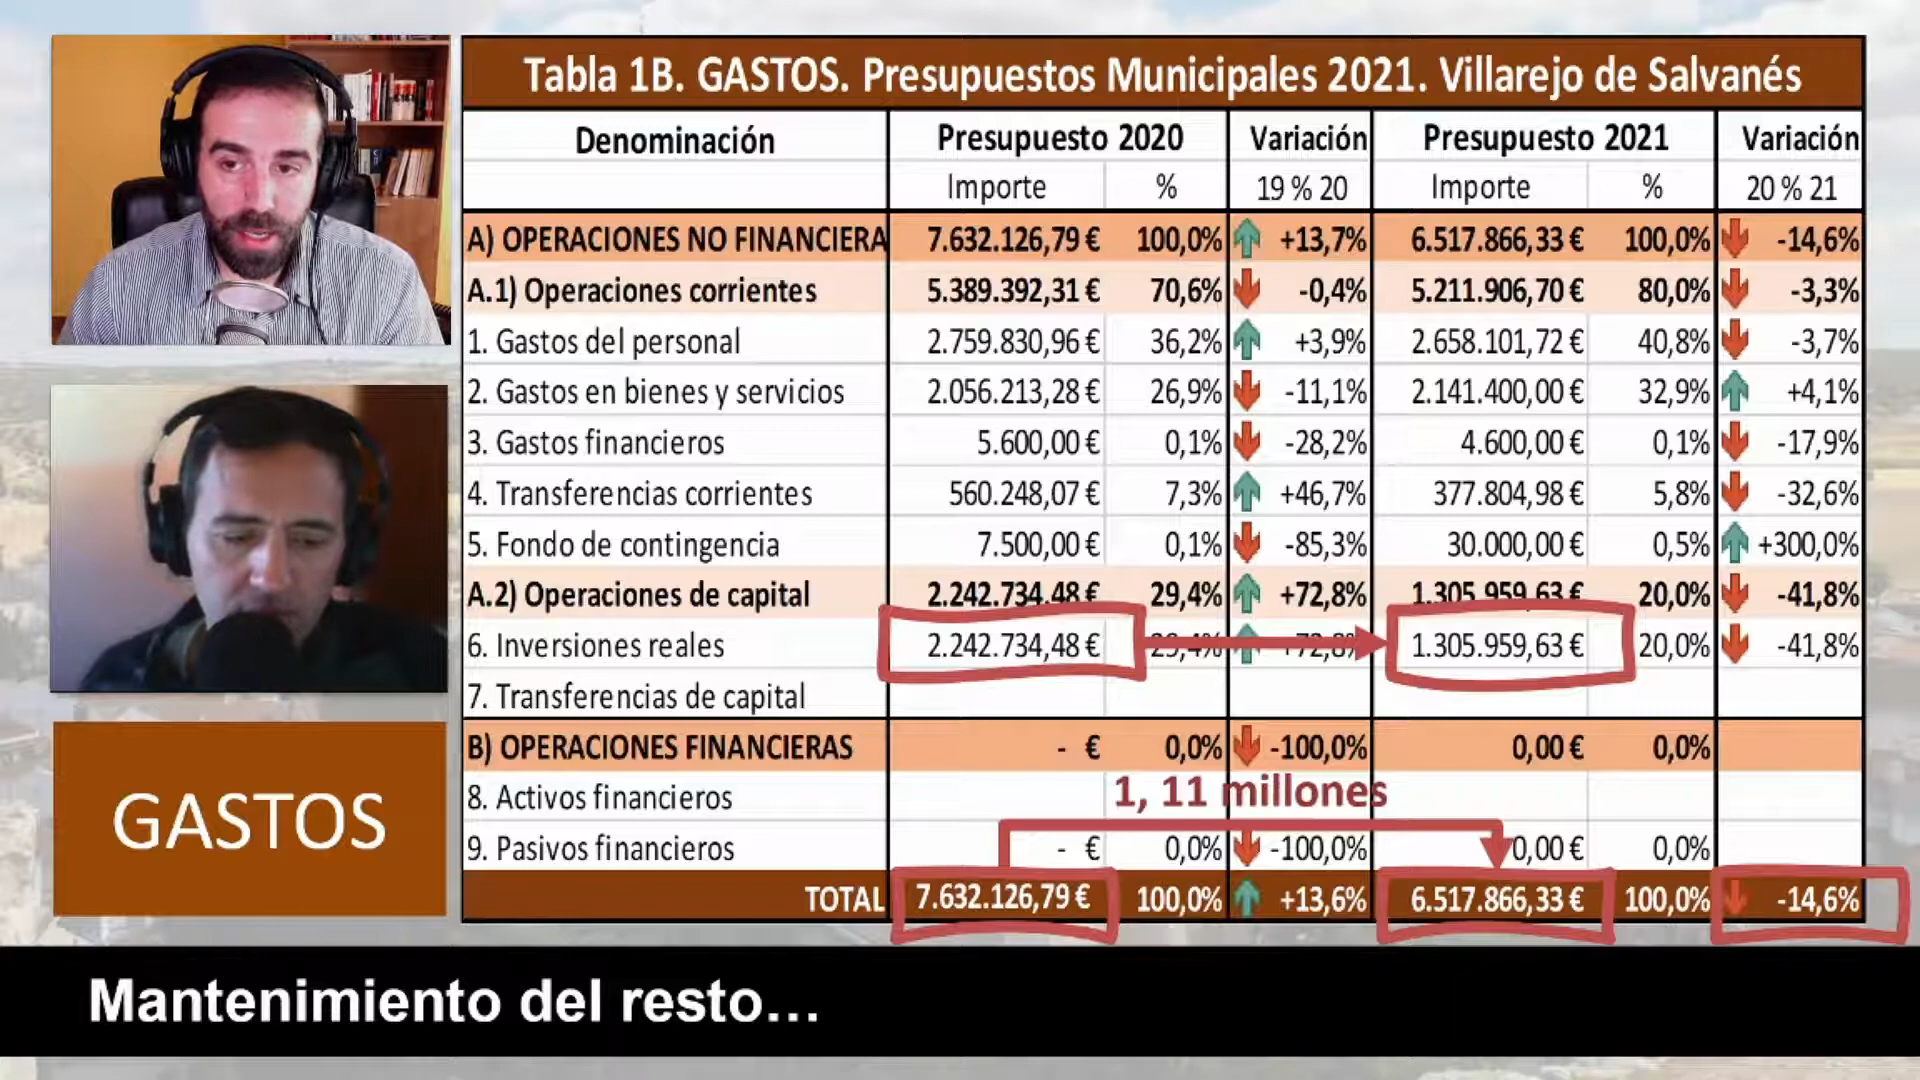 Tabla 1B. GASTOS. Presupuestos Municipales 2021. Villarejo de Salvanés
Denominación Presupuesto 2020 Variación Presupuesto 2021 Variación
Importe % 19 % 20 Importe % 20 % 21
A) OPERACIONES NO FINANCIERA 7.632.126,79 € 100,0% +13,7% 6.517.866,33 € 100,0% -14,6%
A.1) Operaciones corrientes 5.389.392,31 € 70,6% -0,4% 5.211.906,70 € 80,0% -3,3%
1. Gastos del personal 2.759.830,96 € 36,2% +3,9% 2.658.101,72 € 40,8% -3,7%
2. Gastos en bienes y servicios 2.056.213,28 € 26,9% -11,1% 2.141.400,00 € 32,9% +4,1%
3. Gastos financieros 5.600,00 € 0,1% -28,2% 4.600,00 € 0,1% -17,9%
4. Transferencias corrientes 560.248,07 € 7,3% +46,7% 377.804,98 € 5,8% -32,6%
5. Fondo de contingencia 7.500,00 € 0,1% -85,3% 30.000,00 € 0,5% +300,0%
A.2) Operaciones de capital 2.242.734,48 € 29,4% +72,8% 1.305.959,63 € 20,0% -41,8%
6. Inversiones reales 2.242.734,48 € 29,4% +72,8% 1.305.959,63 € 20,0% -41,8%
7. Transferencias de capital
B) OPERACIONES FINANCIERAS - € 0,0% -100,0% 0,00 € 0,0%
8. Activos financieros
1, 11 millones
9. Pasivos financieros - € 0,0% -100,0% 0,00 € 0,0%
TOTAL 7.632.126,79 € 100,0% +13,6% 6.517.866,33 € 100,0% -14,6%
GASTOS
Mantenimiento del resto...